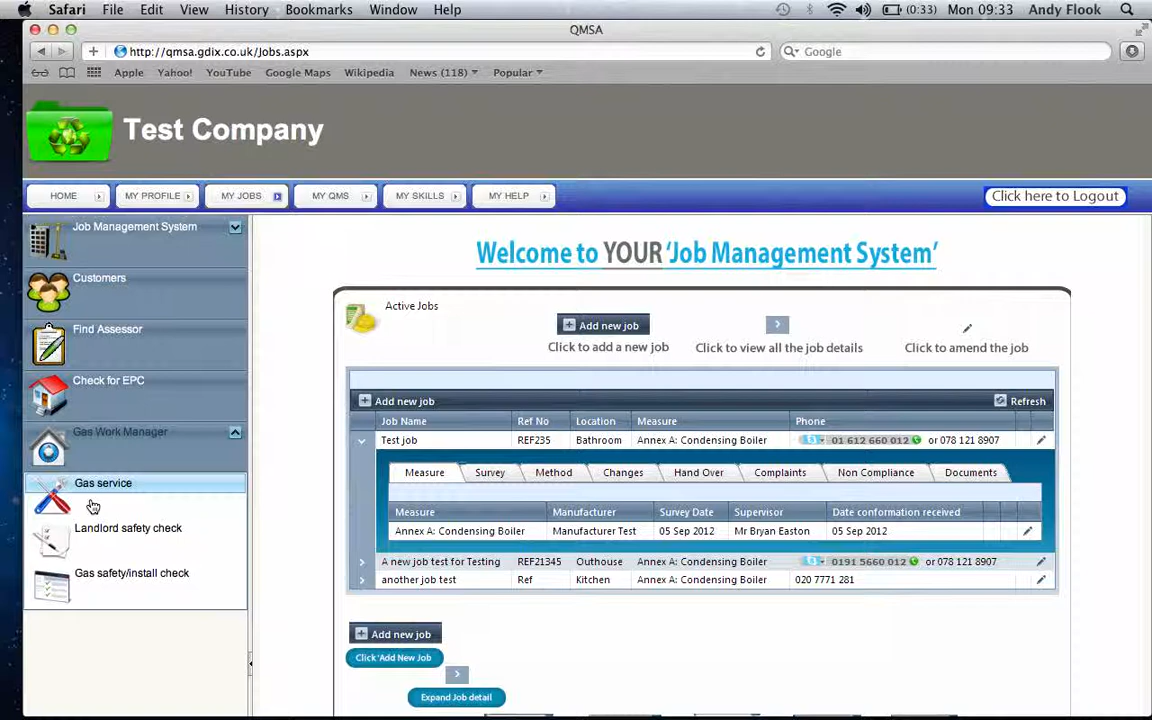 Safari File Edit View History Bookmarks Window Help (0:33) Mon 09:33 Andy Flook
QMSA
http://qmsa.gdix.co.uk/Jobs.aspx Google
Apple Yahoo! YouTube Google Maps Wikipedia News (118) Popular
Test Company
HOME MY PROFILE MY JOBS MY QMS MY SKILLS MY HELP Click here to Logout
Job Management System
Customers
Find Assessor
Check for EPC
Gas Work Manager
Gas service
Landlord safety check
Gas safety/install check
Welcome to YOUR 'Job Management System'
Active Jobs
Add new job
Click to add a new job Click to view all the job details Click to amend the job
Add new job Refresh
Job Name Ref No Location Measure Phone
Test job REF235 Bathroom Annex A: Condensing Boiler 01 612 660 012 or 078 121 8907
Measure Survey Method Changes Hand Over Complaints Non Compliance Documents
Measure Manufacturer Survey Date Supervisor Date conformation received
Annex A: Condensing Boiler Manufacturer Test 05 Sep 2012 Mr Bryan Easton 05 Sep 2012
A new job test for Testing REF21345 Outhouse Annex A: Condensing Boiler 0191 5660 012 or 078 121 8907
another job test Ref Kitchen Annex A: Condensing Boiler 020 7771 281
Add new job
Click 'Add New Job
Expand Job detail